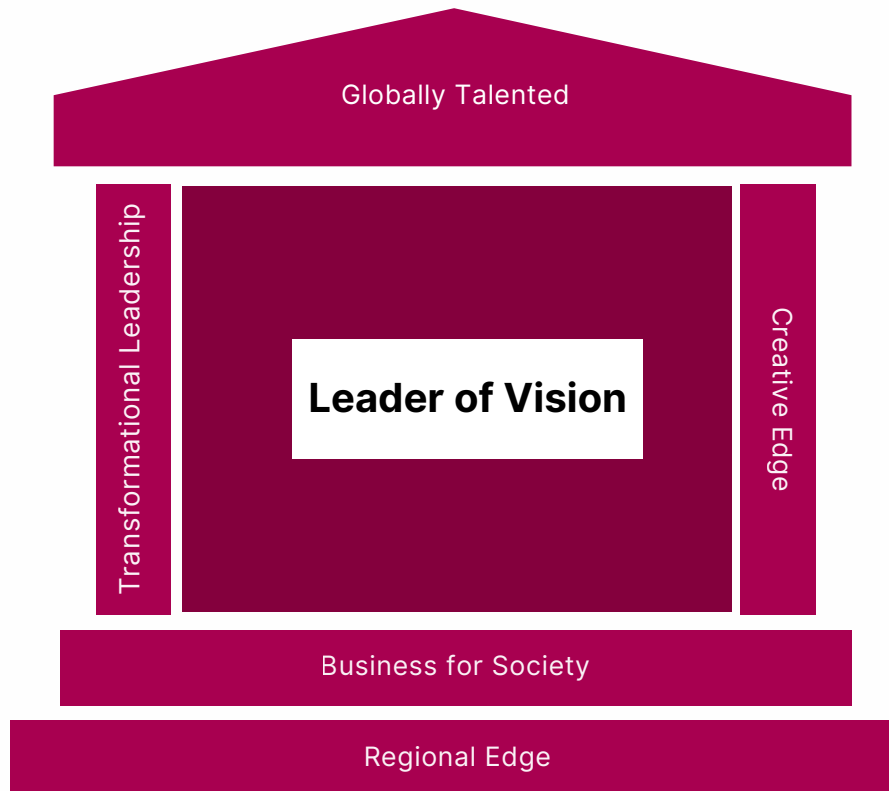 Globally Talented
Transformational Leadership
Leader of Vision
Creative Edge
Business for Society
Regional Edge